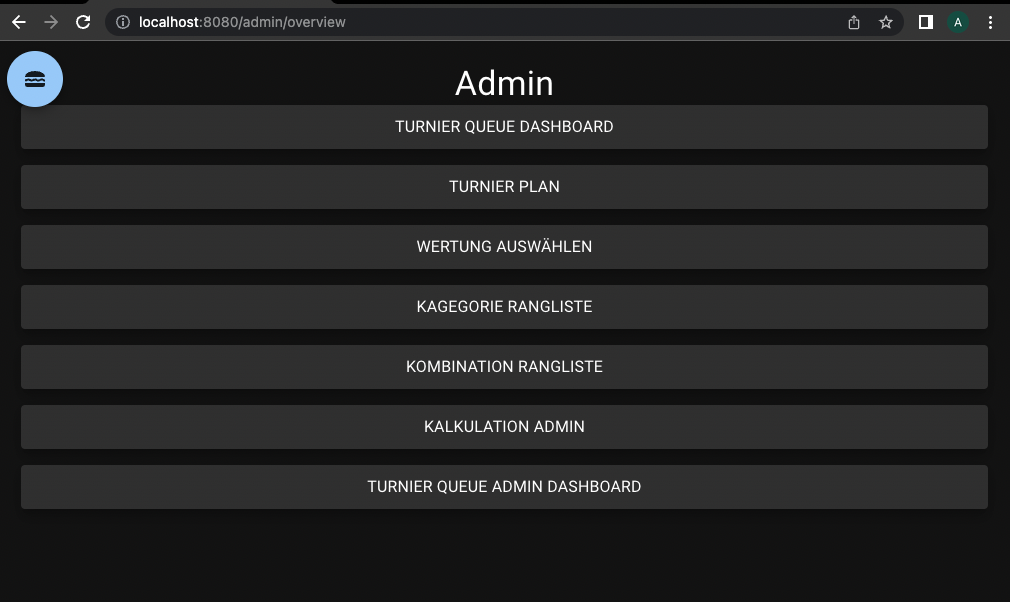 localhost:8080/admin/overview
A
Admin
TURNIER QUEUE DASHBOARD
TURNIER PLAN
WERTUNG AUSWÄHLEN
KAGEGORIE RANGLISTE
KOMBINATION RANGLISTE
KALKULATION ADMIN
TURNIER QUEUE ADMIN DASHBOARD